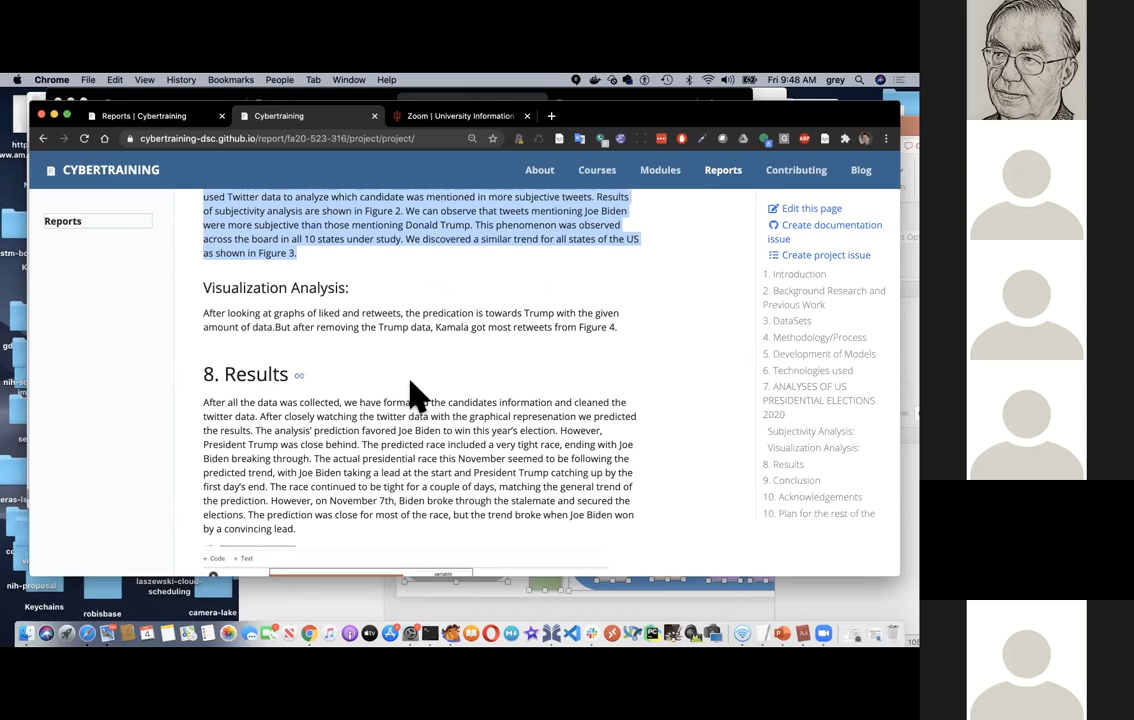 Chrome File Edit View History Bookmarks People Tab Window Help
Fri 9:48 AM grey
Reports | Cybertraining
Cybertraining
Zoom | University Information
cybertraining-dsc.github.io/report/fa20-523-316/project/project/
CYBERTRAINING
About Courses Modules Reports Contributing Blog
Reports
used Twitter data to analyze which candidate was mentioned in more subjective tweets. Results
of subjectivity analysis are shown in Figure 2. We can observe that tweets mentioning Joe Biden
were more subjective than those mentioning Donald Trump. This phenomenon was observed
across the board in all 10 states under study. We discovered a similar trend for all states of the US
as shown in Figure 3.
Visualization Analysis:
After looking at graphs of liked and retweets, the predication is towards Trump with the given
amount of data.But after removing the Trump data, Kamala got most retweets from Figure 4.
8. Results
After all the data was collected, we have the candidates information and cleaned the
twitter data. After closely watching the twitter data with the graphical represenation we predicted
the results. The analysis' prediction favored Joe Biden to win this year's election. However,
President Trump was close behind. The predicted race included a very tight race, ending with Joe
Biden breaking through. The actual presidential race this November seemed to be following the
predicted trend, with Joe Biden taking a lead at the start and President Trump catching up by the
first day's end. The race continued to be tight for a couple of days, matching the general trend of
the prediction. However, on November 7th, Biden broke through the stalemate and secured the
elections. The prediction was close for most of the race, but the trend broke when Joe Biden won
by a convincing lead.
+ Code + Text
variable
Edit this page
Create documentation
issue
Create project issue
1. Introduction
2. Background Research and
Previous Work
3. DataSets
4. Methodology/Process
5. Development of Models
6. Technologies used
7. ANALYSES OF US
PRESIDENTIAL ELECTIONS
2020
Subjectivity Analysis:
Visualization Analysis:
8. Results
9. Conclusion
10. Acknowledgements
10. Plan for the rest of the
nih-proposal
Keychains
robisbase
laszewski-cloud-
scheduling
camera-lake